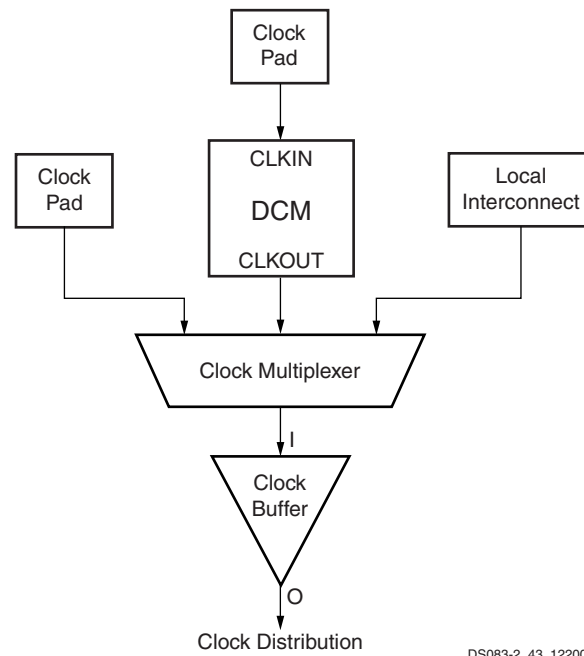 Clock
Pad
CLKIN
DCM
CLKOUT
Clock
Pad
Local
Interconnect
Clock Multiplexer
I
Clock
Buffer
O
Clock Distribution